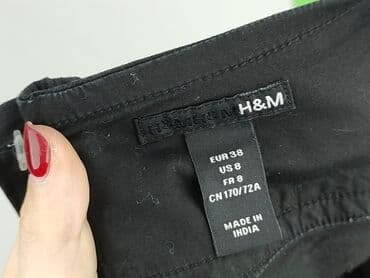 H&M
EUR 38
US 8
FR 8
CN 170/72A
MADE IN
INDIA